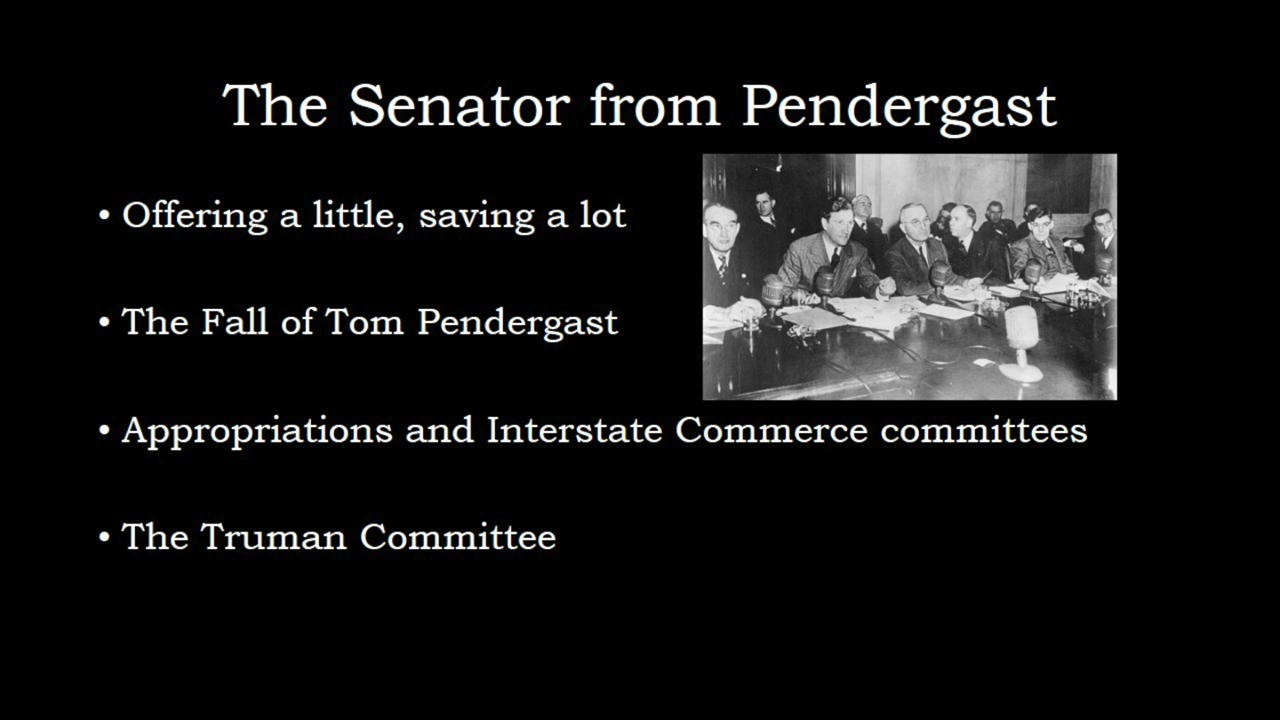 The Senator from Pendergast
• Offering a little, saving a lot
• The Fall of Tom Pendergast
• Appropriations and Interstate Commerce committees
• The Truman Committee